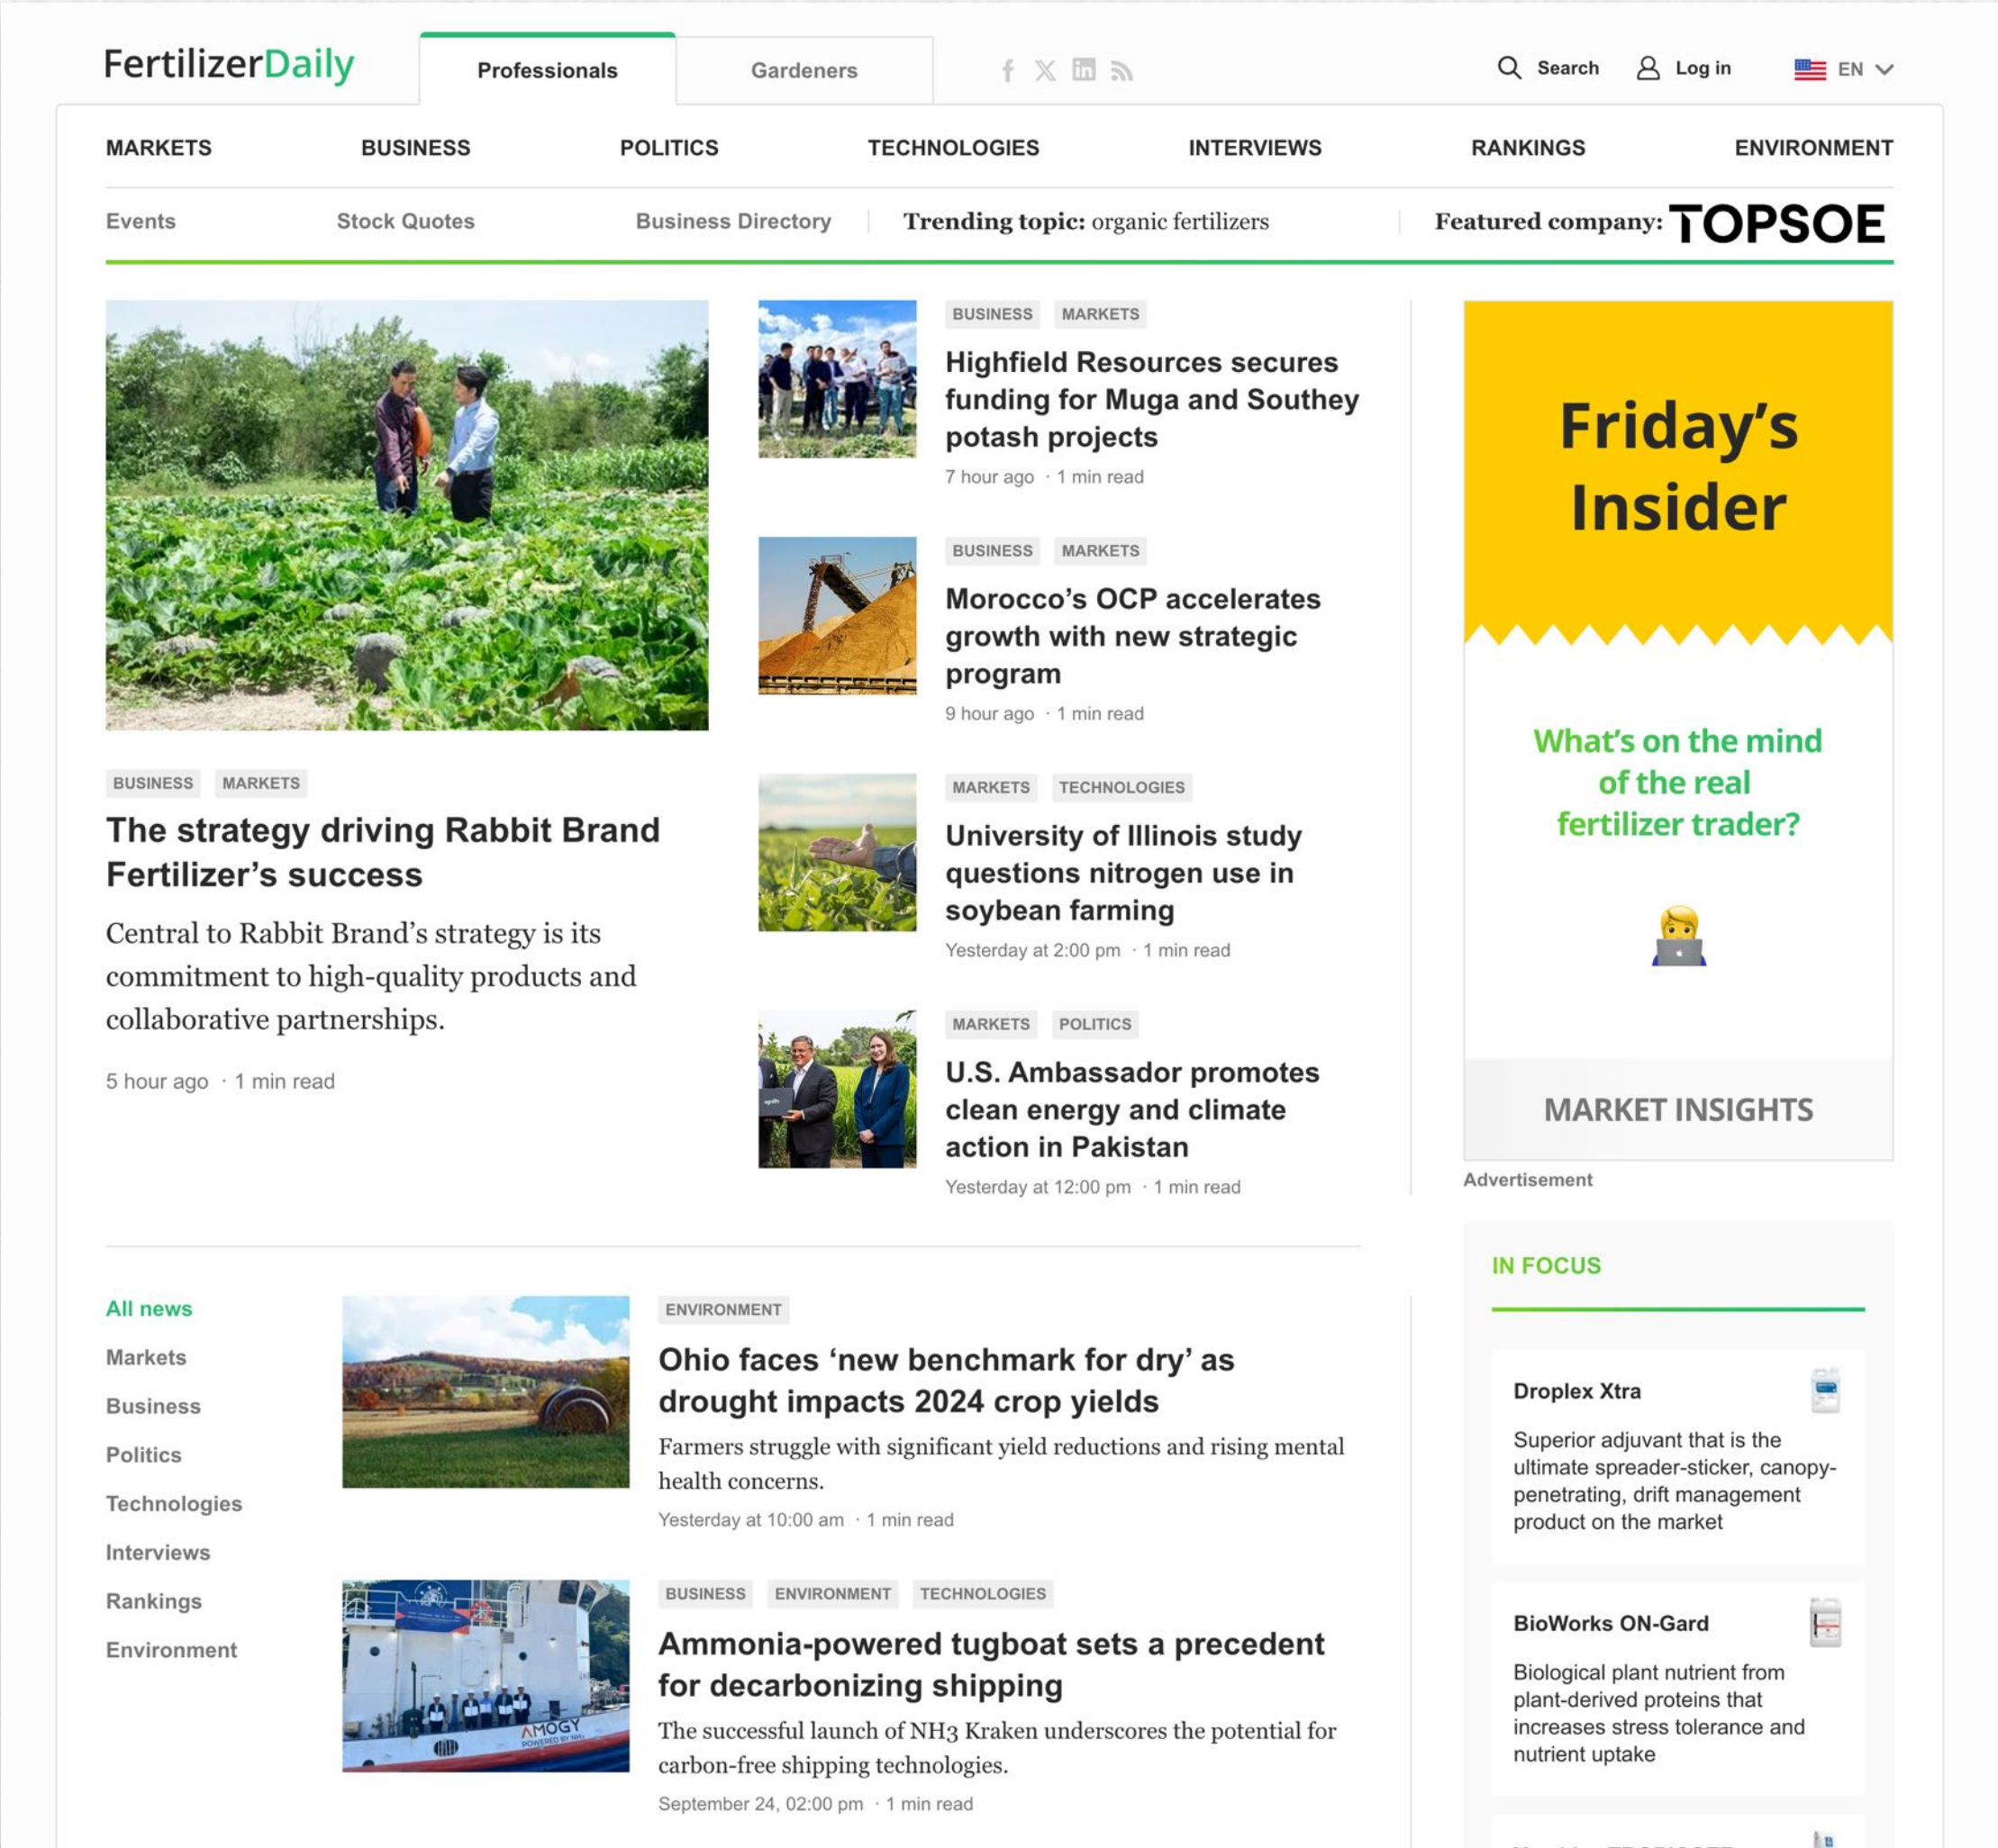 FertilizerDaily
Professionals
Gardeners
Search
Log in
EN
MARKETS
BUSINESS
POLITICS
TECHNOLOGIES
INTERVIEWS
RANKINGS
ENVIRONMENT
Events
Stock Quotes
Business Directory
Trending topic: organic fertilizers
Featured company: TOPSOE
BUSINESS MARKETS
The strategy driving Rabbit Brand
Fertilizer’s success
Central to Rabbit Brand’s strategy is its
commitment to high-quality products and
collaborative partnerships.
5 hour ago · 1 min read
BUSINESS MARKETS
Highfield Resources secures
funding for Muga and Southey
potash projects
7 hour ago · 1 min read
BUSINESS MARKETS
Morocco’s OCP accelerates
growth with new strategic
program
9 hour ago · 1 min read
MARKETS TECHNOLOGIES
University of Illinois study
questions nitrogen use in
soybean farming
Yesterday at 2:00 pm · 1 min read
MARKETS POLITICS
U.S. Ambassador promotes
clean energy and climate
action in Pakistan
Yesterday at 12:00 pm · 1 min read
Friday’s
Insider
What’s on the mind
of the real
fertilizer trader?
MARKET INSIGHTS
Advertisement
All news
Markets
Business
Politics
Technologies
Interviews
Rankings
Environment
ENVIRONMENT
Ohio faces ‘new benchmark for dry’ as
drought impacts 2024 crop yields
Farmers struggle with significant yield reductions and rising mental
health concerns.
Yesterday at 10:00 am · 1 min read
AMOGY
POWERED BY NH₃
BUSINESS ENVIRONMENT TECHNOLOGIES
Ammonia-powered tugboat sets a precedent
for decarbonizing shipping
The successful launch of NH3 Kraken underscores the potential for
carbon-free shipping technologies.
September 24, 02:00 pm · 1 min read
IN FOCUS
Droplex Xtra
Superior adjuvant that is the
ultimate spreader-sticker, canopy-
penetrating, drift management
product on the market
BioWorks ON-Gard
Biological plant nutrient from
plant-derived proteins that
increases stress tolerance and
nutrient uptake